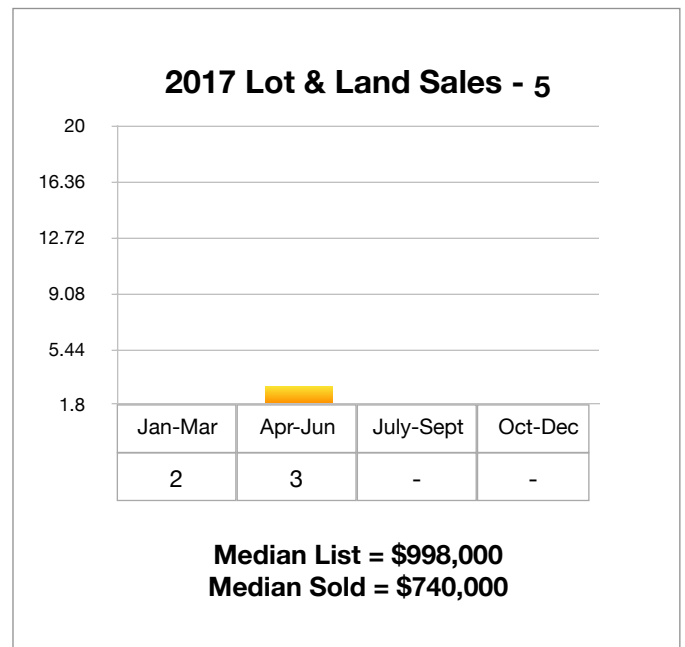 2017 Lot & Land Sales - 5
20
16.36
12.72
9.08
5.44
1.8
Jan-Mar Apr-Jun July-Sept Oct-Dec
2 3 - -
Median List = $998,000
Median Sold = $740,000